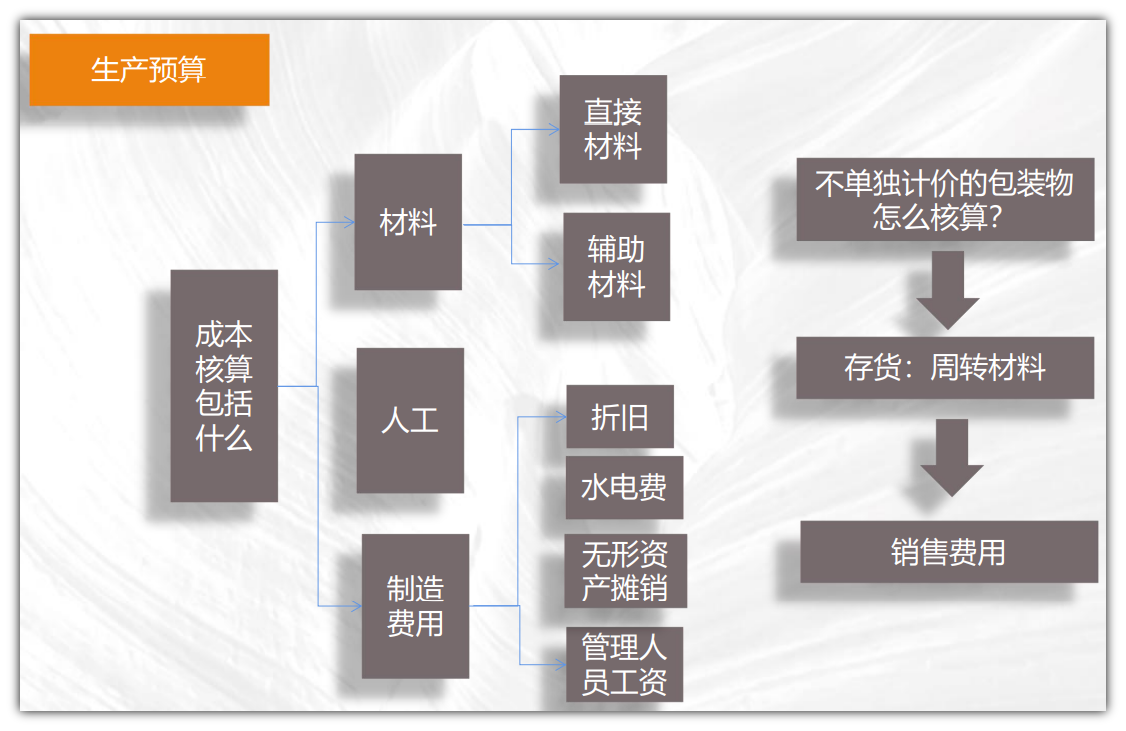 生产预算
成本
核算
包括
什么
材料
人工
制造
费用
直接
材料
辅助
材料
折旧
水电费
无形资
产摊销
管理人
员工资
不单独计价的包装物
怎么核算？
存货：周转材料
销售费用